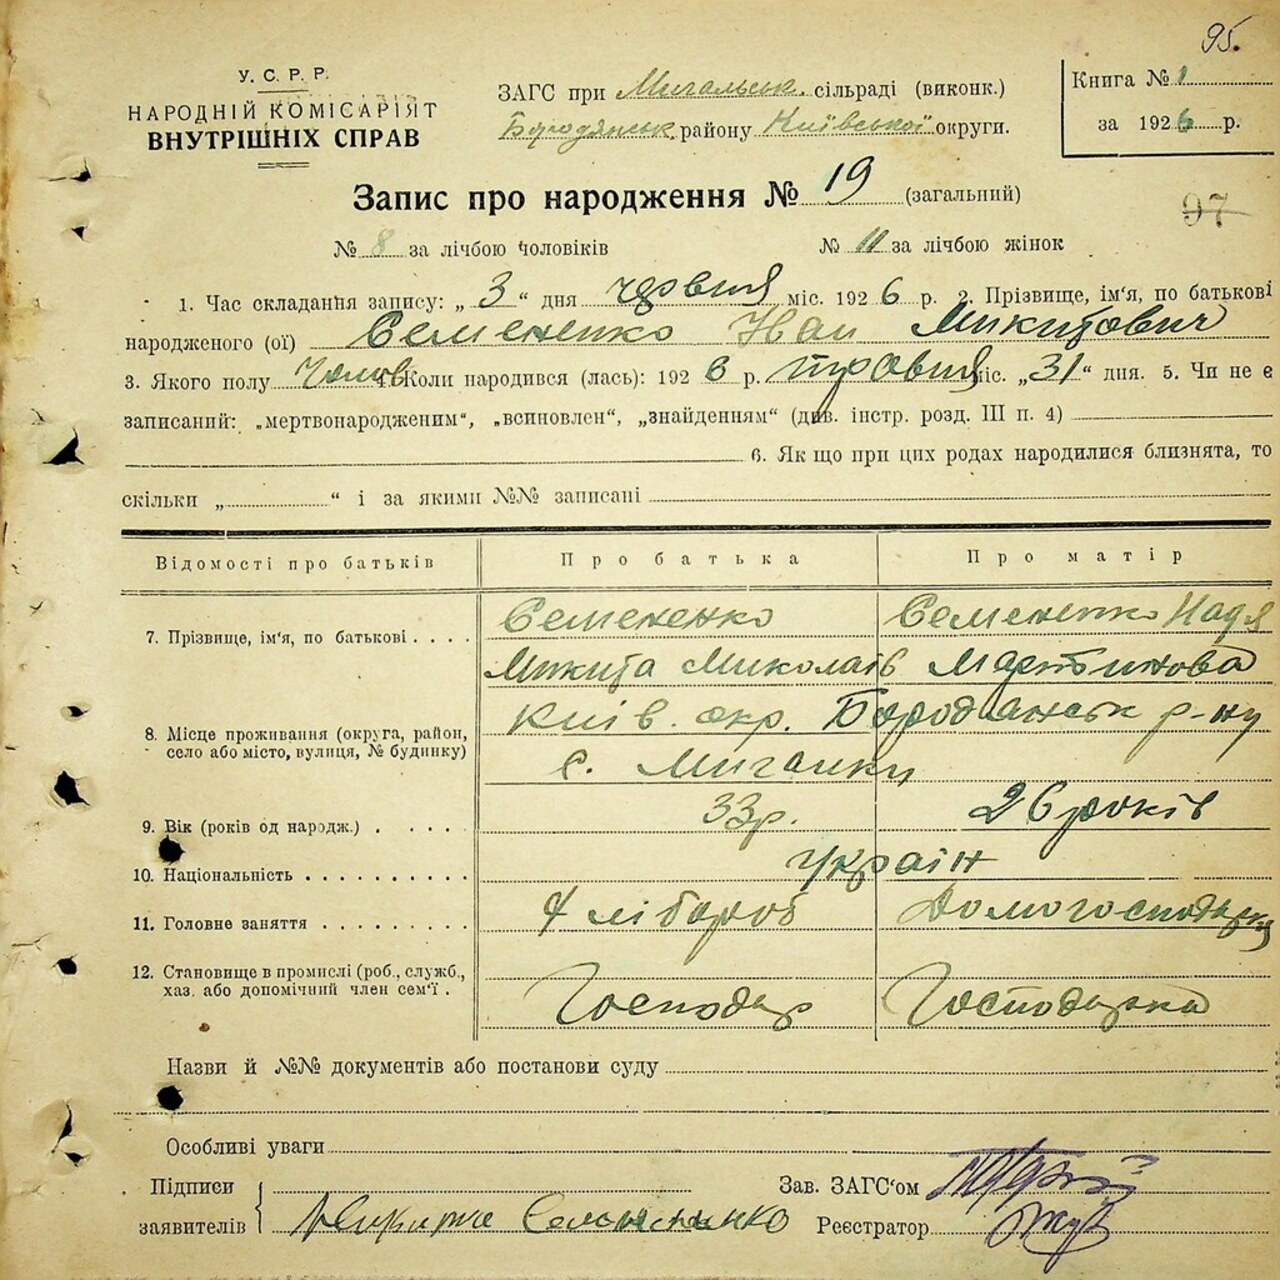 95.
У. С. Р. Р.
НАРОДНІЙ КОМІСАРІЯТ
ВНУТРІШНІХ СПРАВ
ЗАГС при Мигальськ. сільраді (виконк.)
Бородянськ. району Київської округи.
Книга № 1
за 1926 р.
Запис про народження № 19 (загальний)
97
№ 8 за лічбою чоловіків № 11 за лічбою жінок
1. Час складання запису: „ 3 “ дня червня міс. 1926 р. 2. Прізвище, ім‘я, по батькові
народженого (ої) Семененко Іван Микитович
3. Якого полу Чолов 4. Коли народився (лась): 1926 р. травня міс. „31“ дня. 5. Чи не є
записаний: „мертвонародженим“, „всиновлен“, „знайденням“ (див. інстр. розд. III п. 4)
6. Як що при цих родах народилися близнята, то
скільки „ “ і за якими №№ записані
Відомості про батьків Про батька Про матір
7. Прізвище, ім‘я, по батькові . . . . Семененко Семененко Надя
Микита Миколаїв Мартинова
8. Місце проживання (округа, район, село або місто, вулиця, № будинку) Київ. окр. Бородянськ р-ну
с. Мигалки
9. Вік (років од народж.) . . . . . 33 р. 26 років
10. Національність . . . . . . . . . . україн
11. Головне заняття . . . . . . . . . Хлібороб Домогосподарка
12. Становище в промислі (роб., служб.,
хаз. або допомічний член сем‘ї . Господар Господарка
Назви й №№ документів або постанови суду
Особливі уваги
Підписи Зав. ЗАГС‘ом
заявителів Микита Семененко Реєстратор